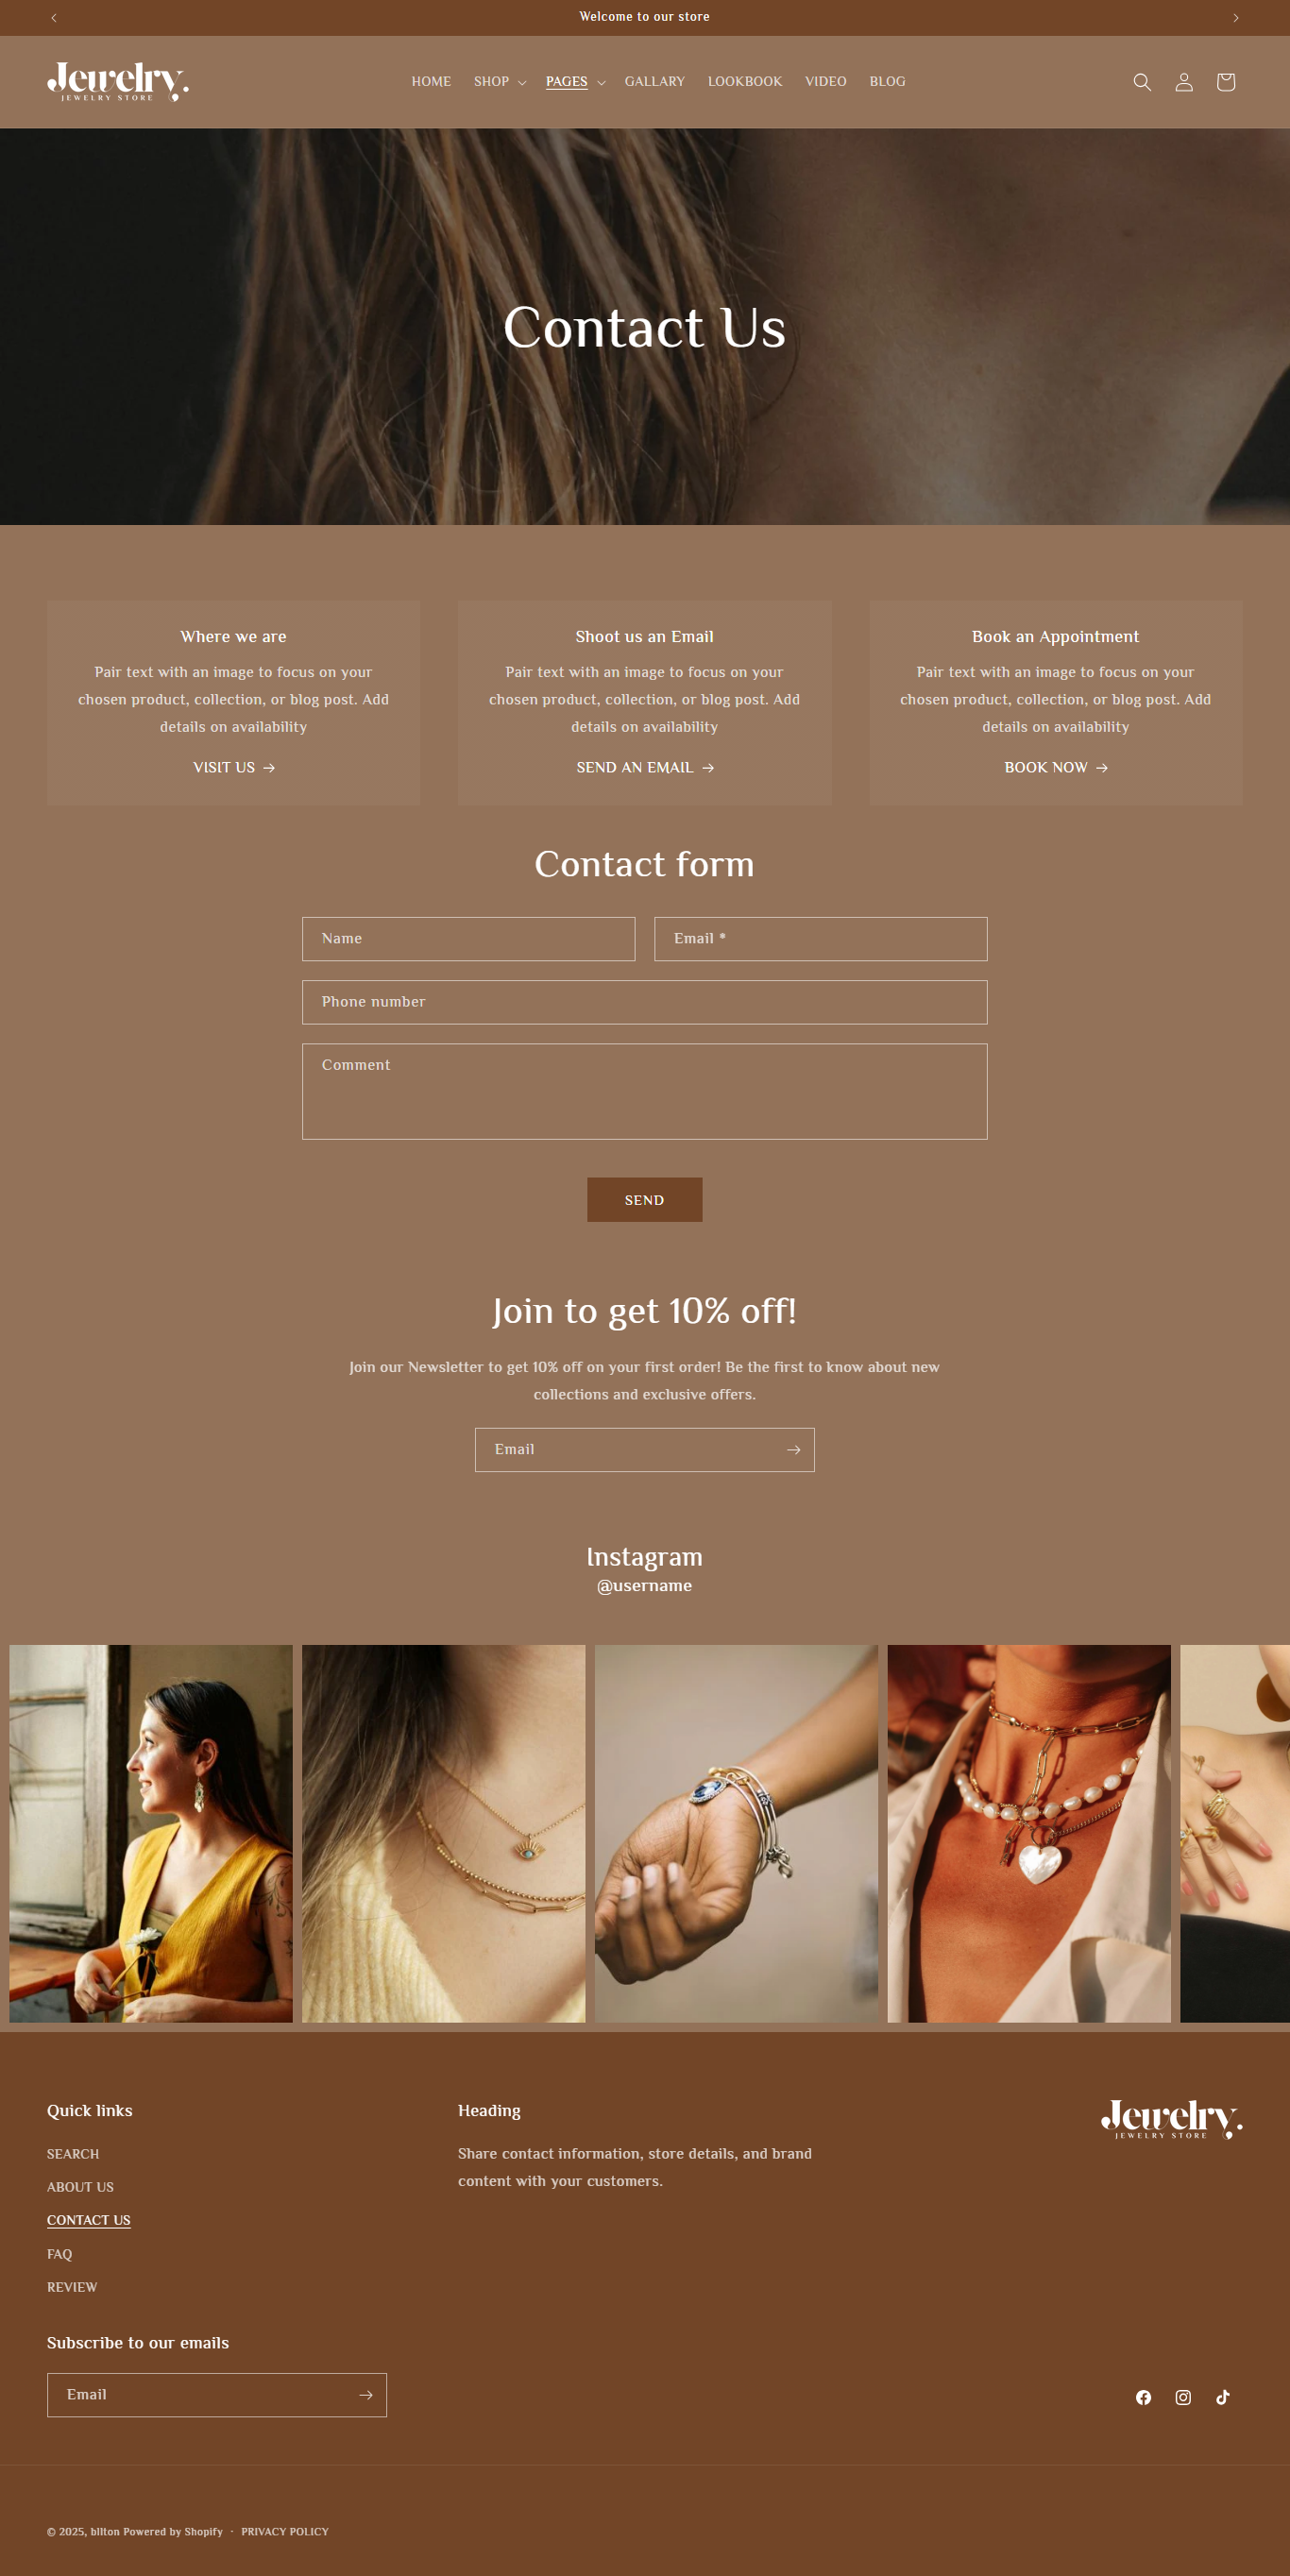 Welcome to our store
Jewelry.
JEWELRY STORE
HOME SHOP PAGES GALLARY LOOKBOOK VIDEO BLOG
Contact Us
Where we are
Pair text with an image to focus on your
chosen product, collection, or blog post. Add
details on availability
VISIT US
Shoot us an Email
Pair text with an image to focus on your
chosen product, collection, or blog post. Add
details on availability
SEND AN EMAIL
Book an Appointment
Pair text with an image to focus on your
chosen product, collection, or blog post. Add
details on availability
BOOK NOW
Contact form
Name
Email *
Phone number
Comment
SEND
Join to get 10% off!
Join our Newsletter to get 10% off on your first order! Be the first to know about new
collections and exclusive offers.
Email
Instagram
@username
Quick links
SEARCH
ABOUT US
CONTACT US
FAQ
REVIEW
Heading
Share contact information, store details, and brand
content with your customers.
Jewelry.
JEWELRY STORE
Subscribe to our emails
Email
© 2025, bllton Powered by Shopify · PRIVACY POLICY